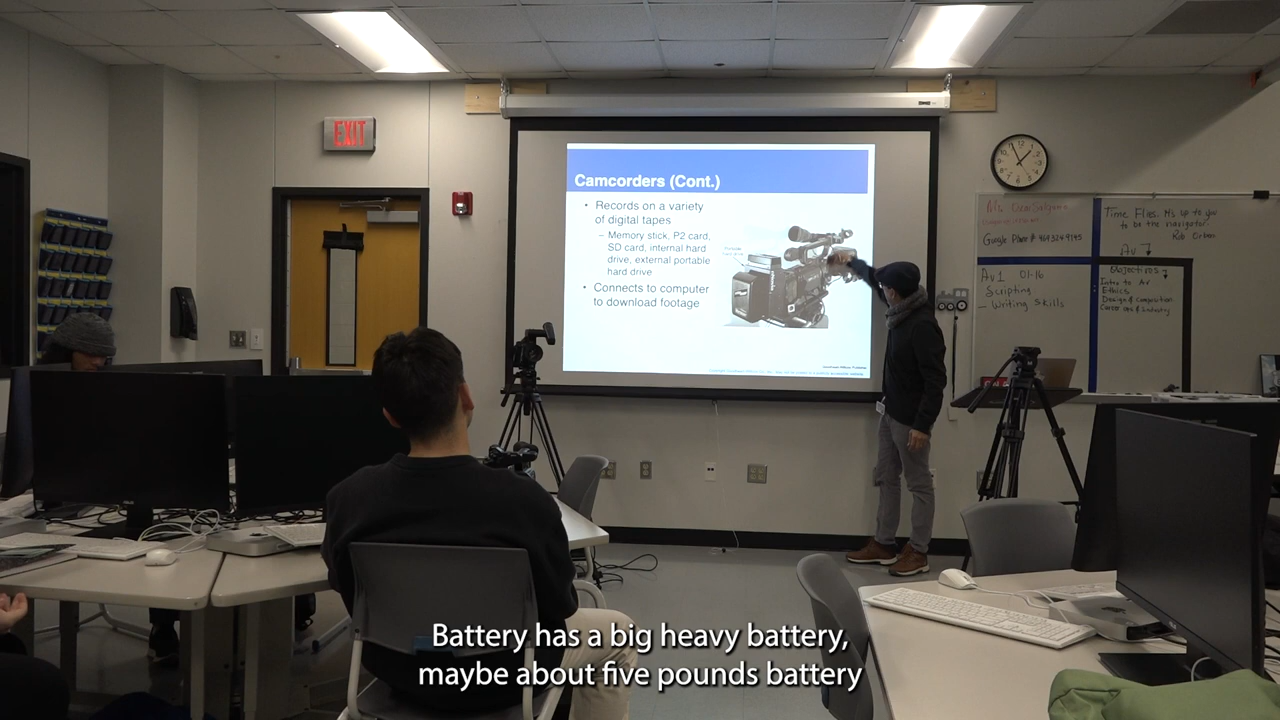 EXIT
Camcorders (Cont.)
• Records on a variety
of digital tapes
– Memory stick, P2 card,
SD card, internal hard
drive, external portable
hard drive
• Connects to computer
to download footage
Google Phone #
Time Flies. It's up to you
to be the navigator.
Rob Orben
AV
AV1 01-16
Scripting
– Writing Skills
Objectives
Intro to AV
Ethics
Design & Composition
Battery has a big heavy battery,
maybe about five pounds battery